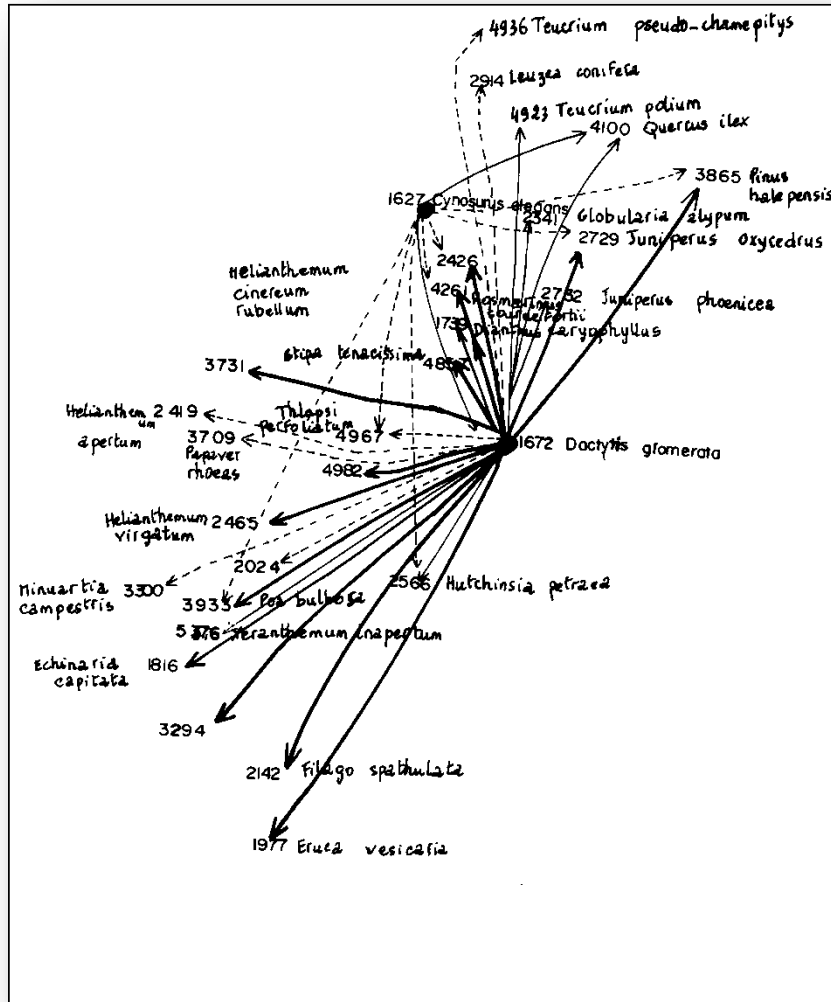 4936 Teucrium pseudo-chamepitys
2914 Leuzea conifera
4923 Teucrium polium
4100 Quercus ilex
3865 Pinus
halepensis
1627 Cynosurus elegans
2341 Globularia alypum
2729 Juniperus oxycedrus
2426
Helianthemum
cinereum
rubellum
2732 Juniperus phoenicea
Rosmarinus
1739 Dianthus caryophyllus
Stipa tenacissima
3731
Helianthem 2419
um
apertum
Thlapsi
perfoliatum 4967
3709
Papaver
rhoeas
1672 Dactylis glomerata
4982
Helianthemum 2465
virgatum
2024
Minuartia 3300
campestris
2566 Hutchinsia petraea
3933 Poa bulbosa
Xeranthemum inapertum
Echinaria 1816
capitata
3294
2142 Filago spathulata
1977 Eruca vesicaria